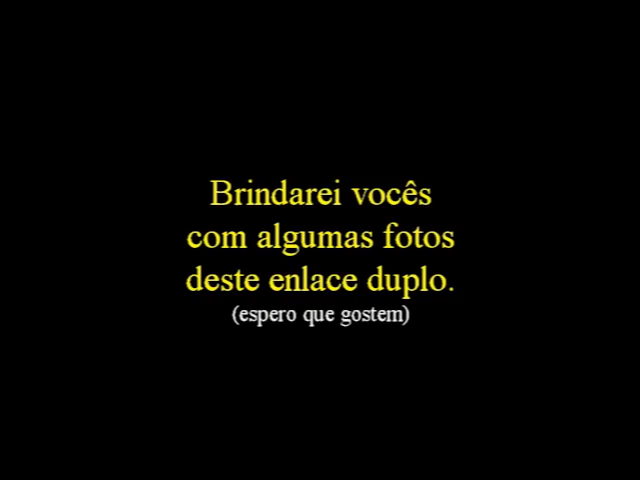 Brindarei vocês
com algumas fotos
deste enlace duplo.
(espero que gostem)